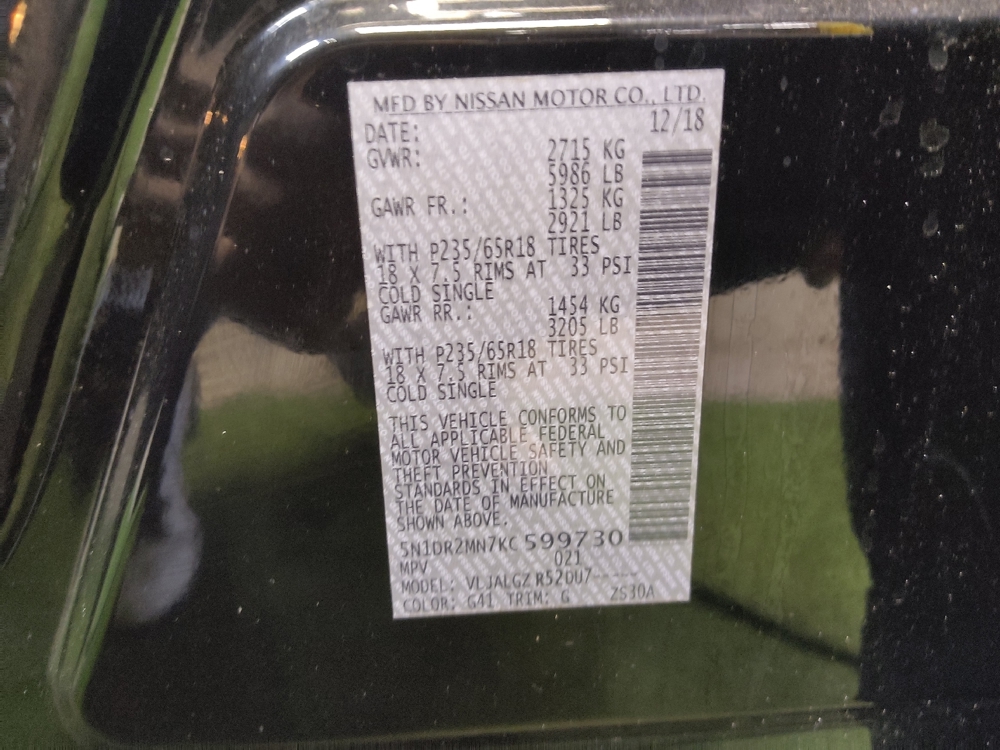 MFD BY NISSAN MOTOR CO., LTD.
DATE: 12/18
GVWR: 2715 KG
5986 LB
GAWR FR.: 1325 KG
2921 LB
WITH P235/65R18 TIRES
18 X 7.5 RIMS AT 33 PSI
COLD SINGLE
GAWR RR.: 1454 KG
3205 LB
WITH P235/65R18 TIRES
18 X 7.5 RIMS AT 33 PSI
COLD SINGLE
THIS VEHICLE CONFORMS TO
ALL APPLICABLE FEDERAL
MOTOR VEHICLE SAFETY AND
THEFT PREVENTION
STANDARDS IN EFFECT ON
THE DATE OF MANUFACTURE
SHOWN ABOVE.
5N1DR2MN7KC599730
MPV 021
MODEL: VLJALGZ R52DU7-----
COLOR: G41 TRIM: G ZS30A